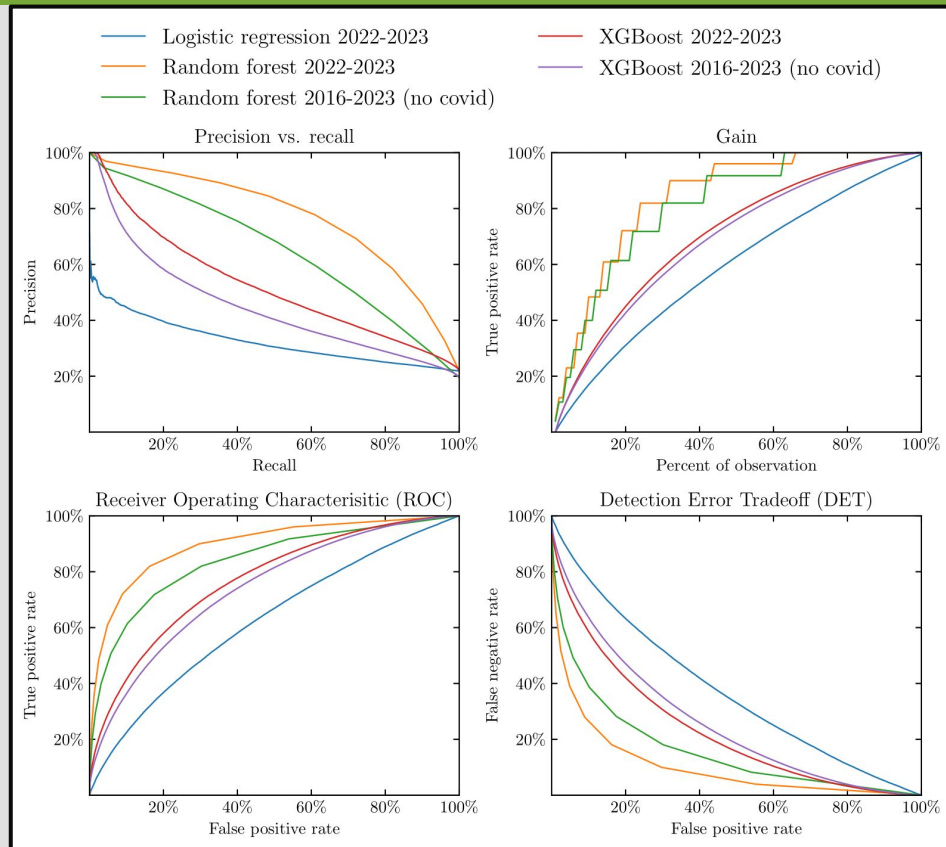 Logistic regression 2022-2023
Random forest 2022-2023
Random forest 2016-2023 (no covid)
XGBoost 2022-2023
XGBoost 2016-2023 (no covid)
Precision vs. recall
100%
80%
60%
40%
20%
Precision
20% 40% 60% 80% 100%
Recall
Gain
100%
80%
60%
40%
20%
True positive rate
20% 40% 60% 80% 100%
Percent of observation
Receiver Operating Characterisitic (ROC)
100%
80%
60%
40%
20%
True positive rate
20% 40% 60% 80% 100%
False positive rate
Detection Error Tradeoff (DET)
100%
80%
60%
40%
20%
False negative rate
20% 40% 60% 80% 100%
False positive rate